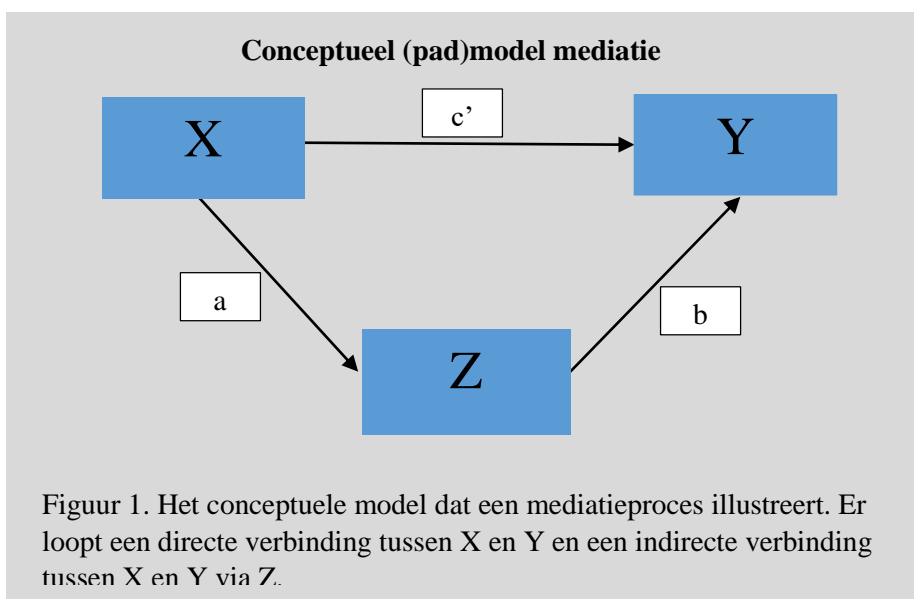 Conceptueel (pad)model mediatie
c’
X
Y
a
b
Z
Figuur 1. Het conceptuele model dat een mediatieproces illustreert. Er
loopt een directe verbinding tussen X en Y en een indirecte verbinding
tussen X en Y via Z.